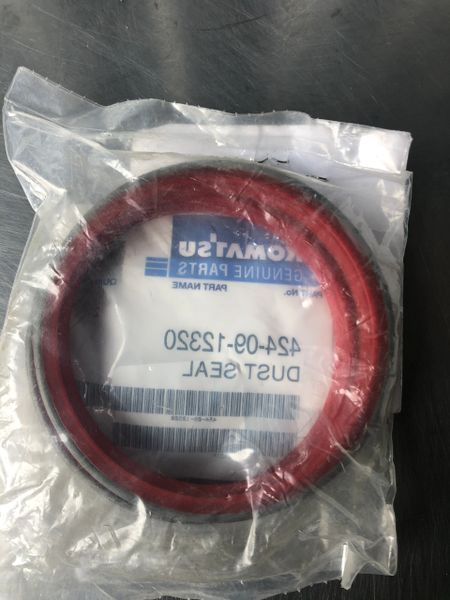 KOMATSU
GENUINE PARTS
PART No.
PART NAME
424-09-12320
DUST SEAL